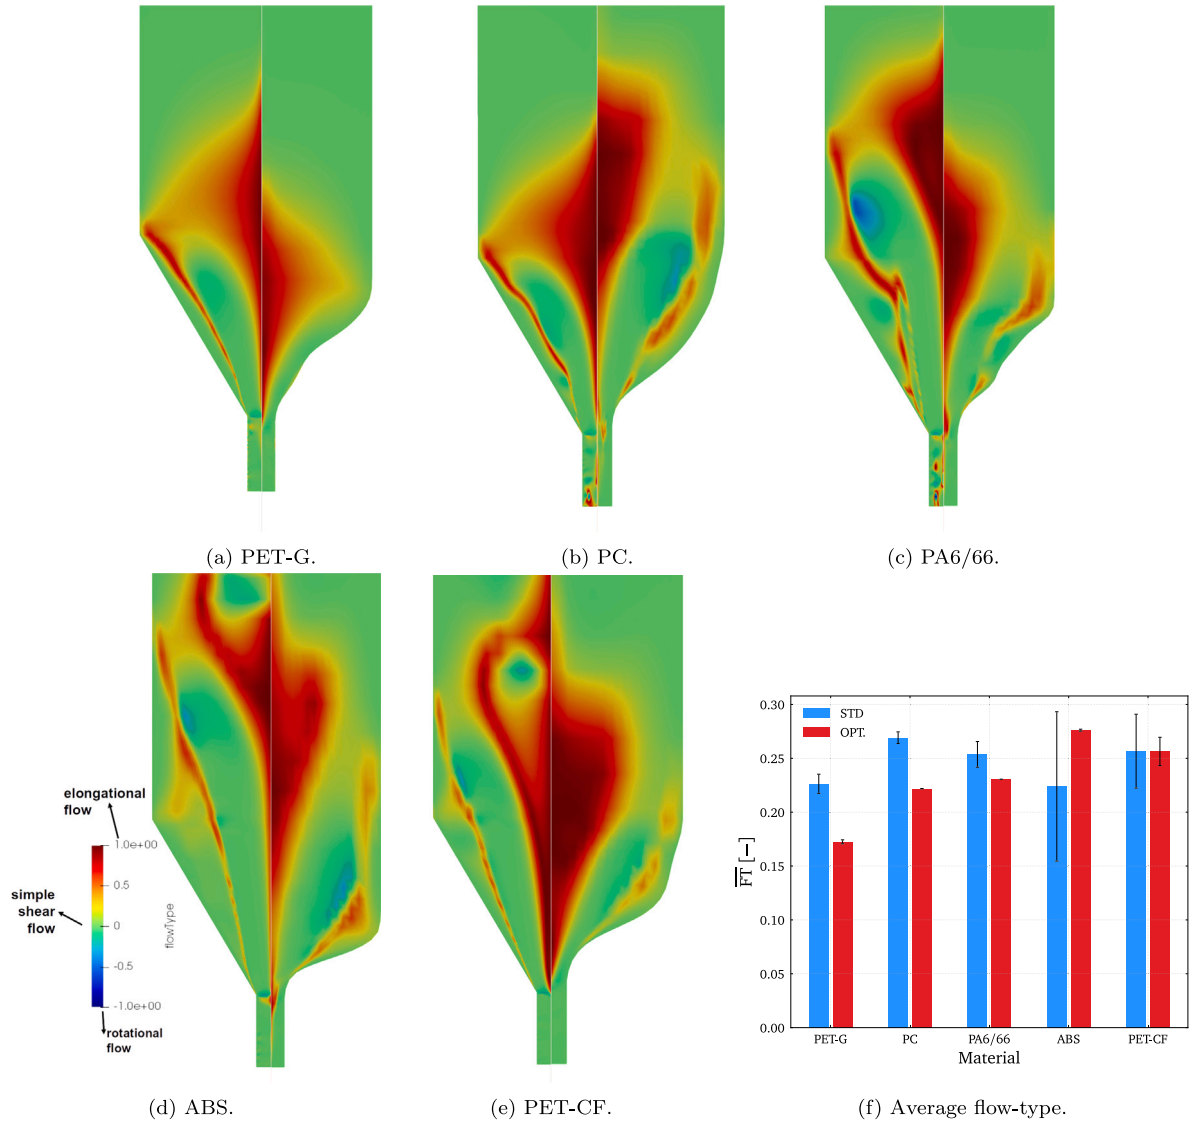 (a) PET-G.
(b) PC.
(c) PA6/66.
elongational
flow
simple
shear
flow
1.0e+00
0.5
0
-0.5
-1.0e+00
flowType
rotational
flow
(d) ABS.
(e) PET-CF.
STD
OPT.
0.30
0.25
0.20
0.15
0.10
0.05
0.00
FT [−]
PET-G
PC
PA6/66
ABS
PET-CF
Material
(f) Average flow-type.